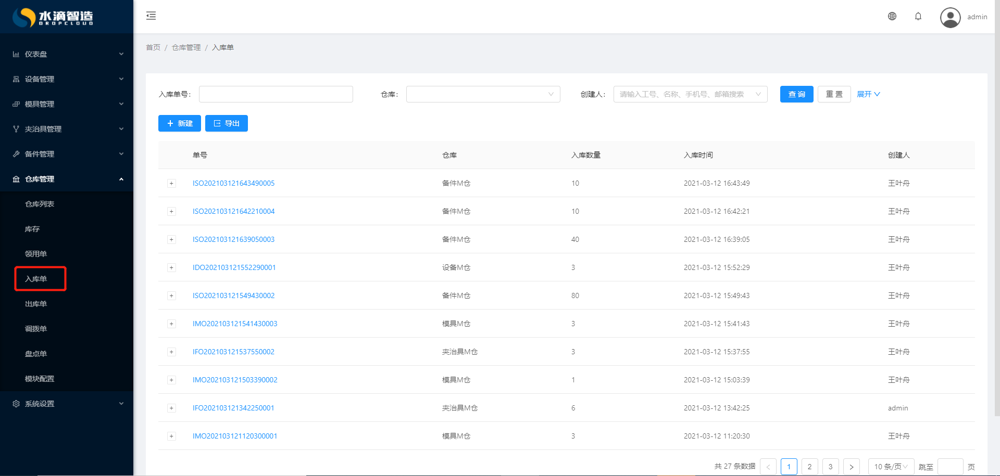 水滴智造
DROPCLOUD
admin
仪表盘
设备管理
模具管理
夹治具管理
备件管理
仓库管理
仓库列表
库存
领用单
入库单
出库单
调拨单
盘点单
模块配置
系统设置
首页 / 仓库管理 / 入库单
入库单号: 仓库: 创建人: 请输入工号、名称、手机号、邮箱搜索 查 询 重 置 展开
+ 新建 导出
单号 仓库 入库数量 入库时间 创建人
+ ISO202103121643490005 备件M仓 10 2021-03-12 16:43:49 王叶舟
+ ISO202103121642210004 备件M仓 10 2021-03-12 16:42:21 王叶舟
+ ISO202103121639050003 备件M仓 40 2021-03-12 16:39:05 王叶舟
+ IDO202103121552290001 设备M仓 3 2021-03-12 15:52:29 王叶舟
+ ISO202103121549430002 备件M仓 80 2021-03-12 15:49:43 王叶舟
+ IMO202103121541430003 模具M仓 3 2021-03-12 15:41:43 王叶舟
+ IFO202103121537550002 夹治具M仓 3 2021-03-12 15:37:55 王叶舟
+ IMO202103121503390002 模具M仓 1 2021-03-12 15:03:39 王叶舟
+ IFO202103121342250001 夹治具M仓 6 2021-03-12 13:42:25 admin
+ IMO202103121120300001 模具M仓 3 2021-03-12 11:20:30 王叶舟
共 27 条数据 < 1 2 3 > 10 条/页 跳至 页